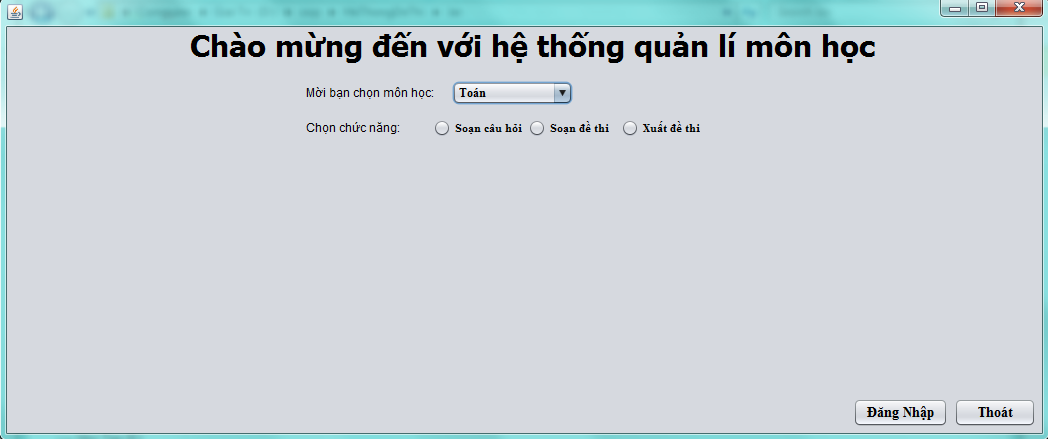 Chào mừng đến với hệ thống quản lí môn học
Mời bạn chọn môn học: Toán
Chọn chức năng: Soạn câu hỏi Soạn đề thi Xuất đề thi
Đăng Nhập Thoát